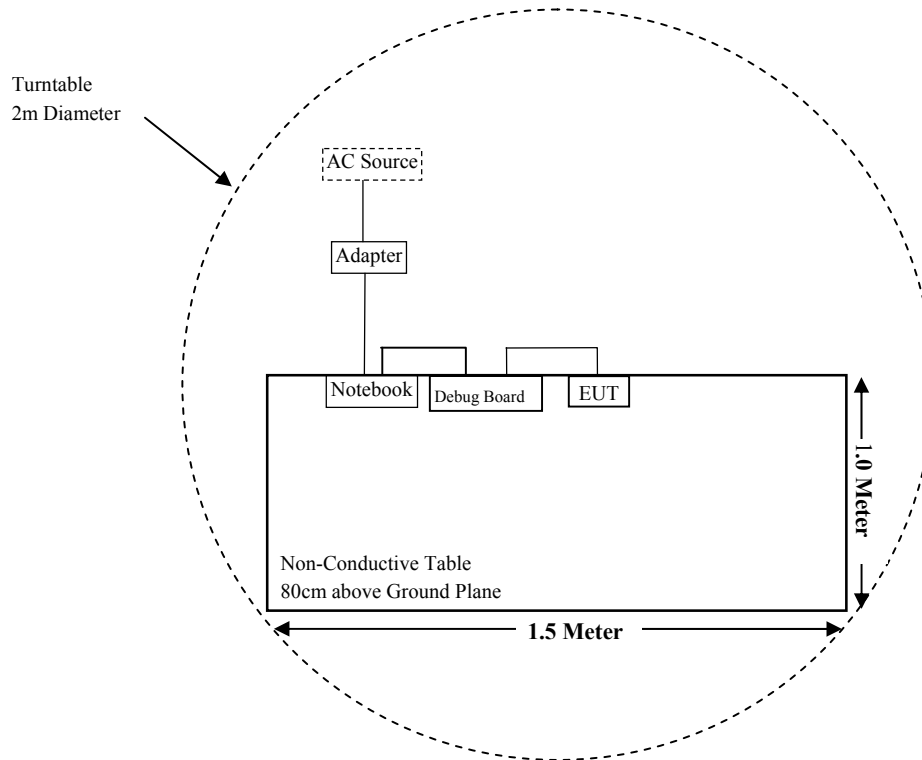 Turntable
2m Diameter
AC Source
Adapter
Notebook
Debug Board
EUT
1.0 Meter
Non-Conductive Table
80cm above Ground Plane
1.5 Meter